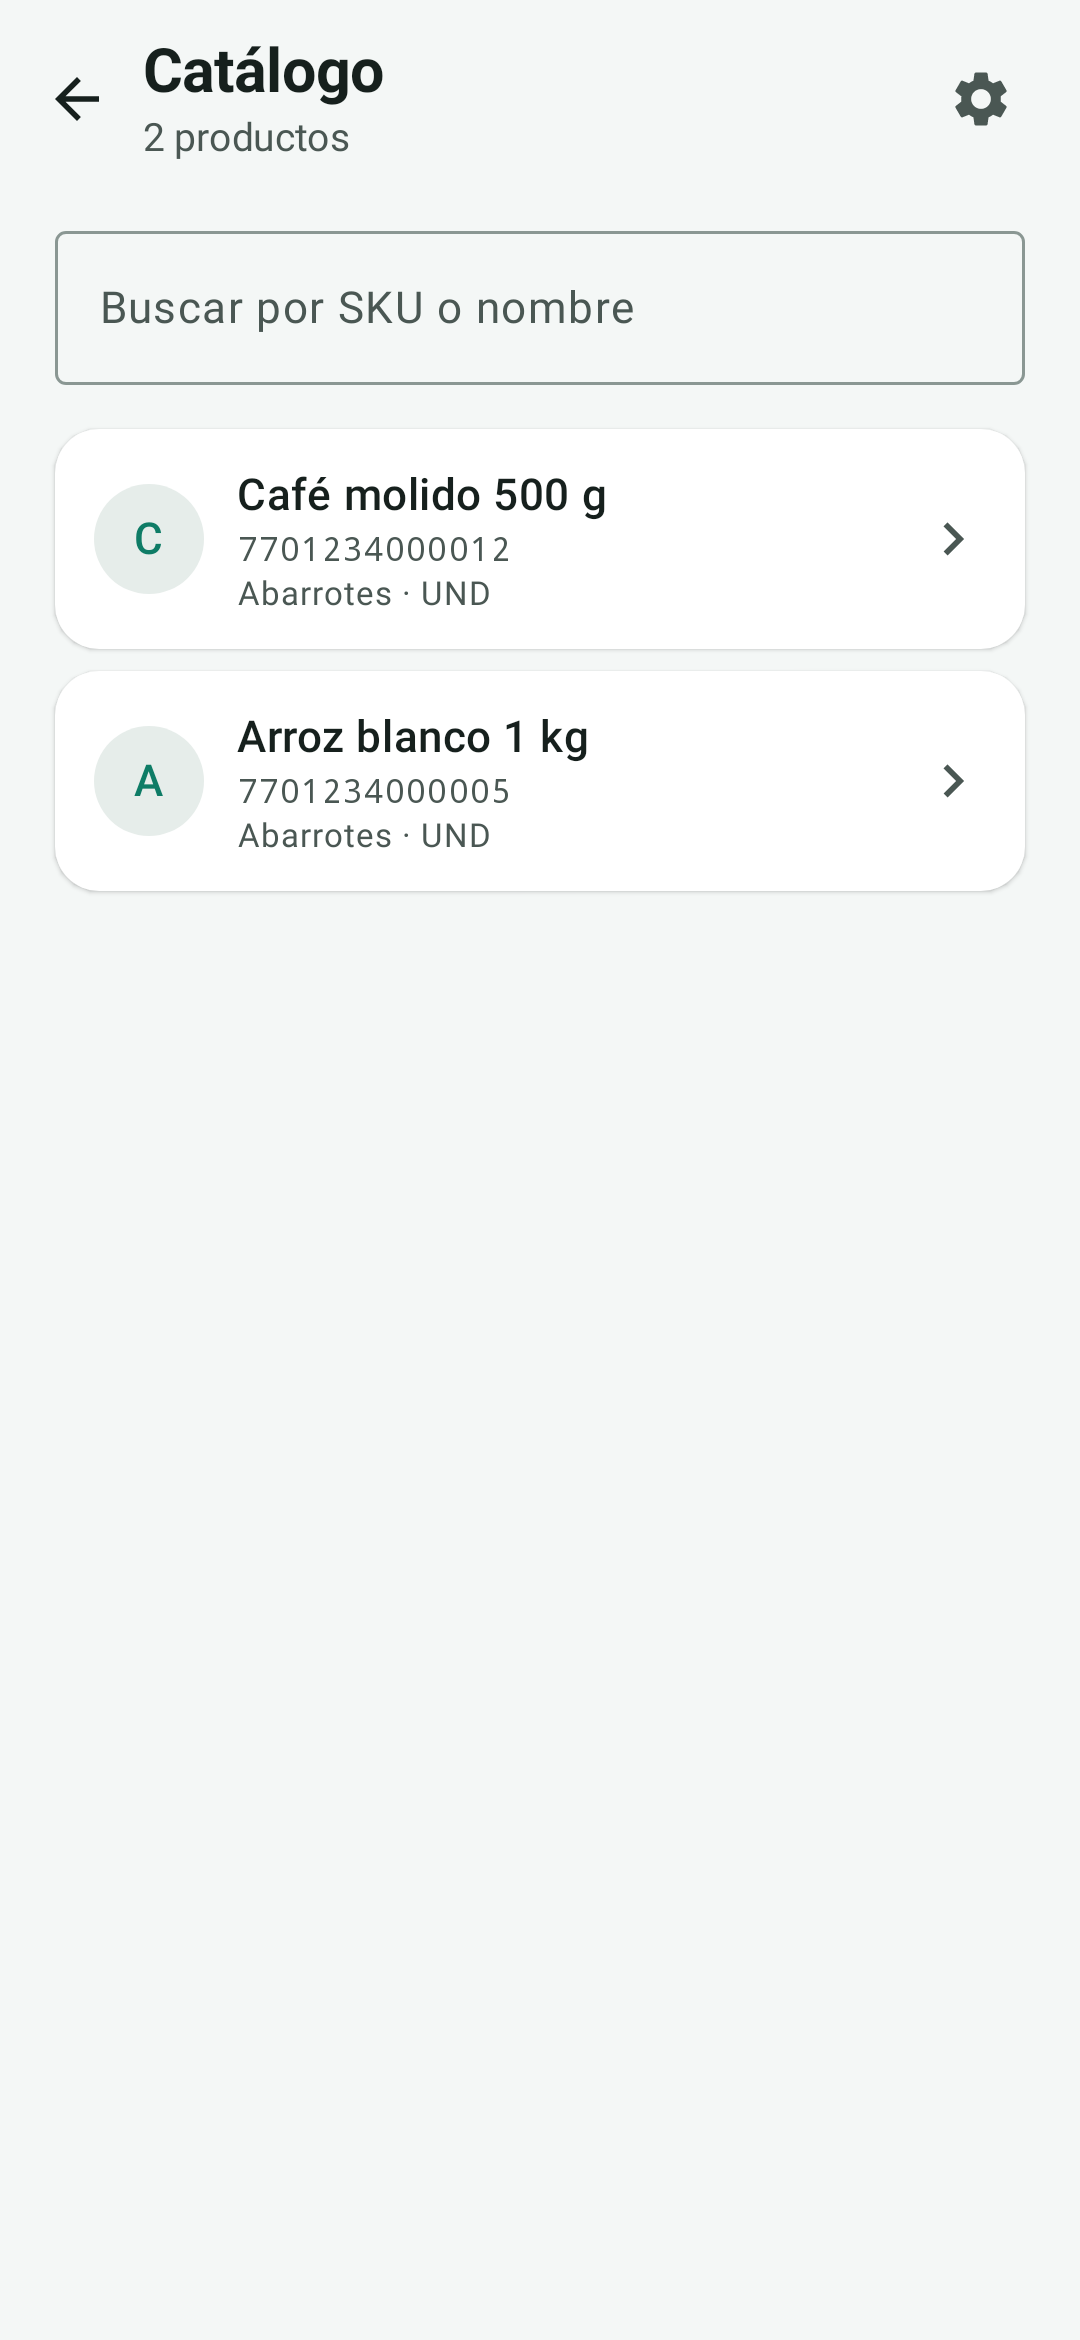 Catálogo
2 productos
Buscar por SKU o nombre
C
Café molido 500 g
7701234000012
Abarrotes · UND
A
Arroz blanco 1 kg
7701234000005
Abarrotes · UND